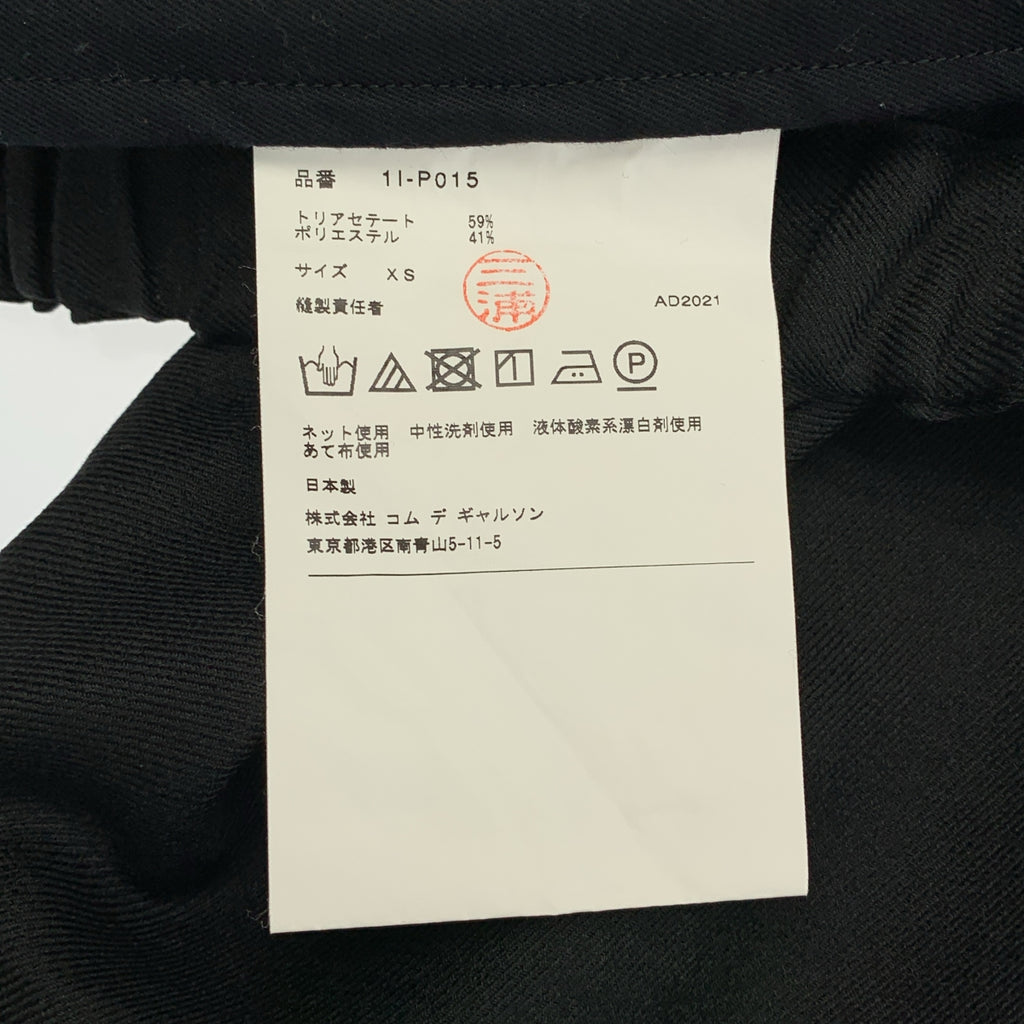 品番 1I-P015
トリアセテート 59%
ポリエステル 41%
サイズ XS
三浦
縫製責任者 AD2021
P
ネット使用 中性洗剤使用 液体酸素系漂白剤使用
あて布使用
日本製
株式会社 コム デ ギャルソン
東京都港区南青山5-11-5